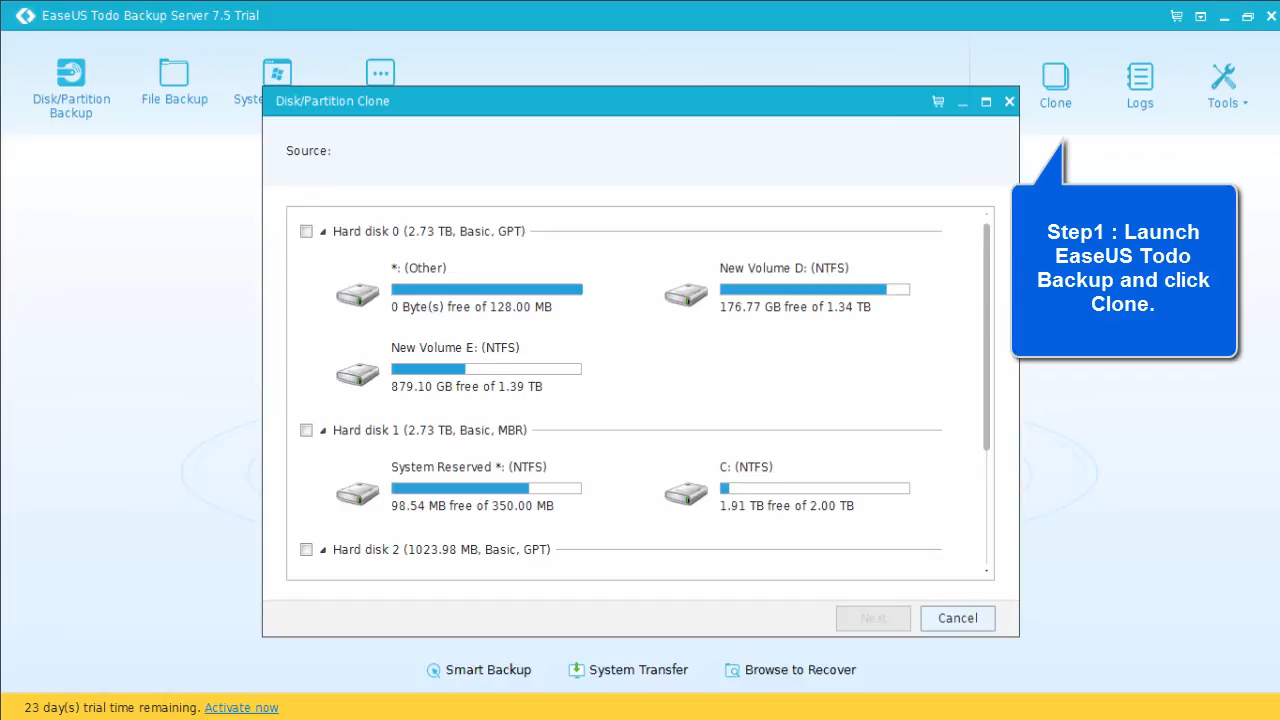 EaseUS Todo Backup Server 7.5 Trial
Disk/Partition
Backup
File Backup
Syste
Clone
Logs
Tools
Disk/Partition Clone
Source:
Hard disk 0 (2.73 TB, Basic, GPT)
*: (Other)
0 Byte(s) free of 128.00 MB
New Volume D: (NTFS)
176.77 GB free of 1.34 TB
New Volume E: (NTFS)
879.10 GB free of 1.39 TB
Hard disk 1 (2.73 TB, Basic, MBR)
System Reserved *: (NTFS)
98.54 MB free of 350.00 MB
C: (NTFS)
1.91 TB free of 2.00 TB
Hard disk 2 (1023.98 MB, Basic, GPT)
Next
Cancel
Step1 : Launch
EaseUS Todo
Backup and click
Clone.
Smart Backup
System Transfer
Browse to Recover
23 day(s) trial time remaining. Activate now